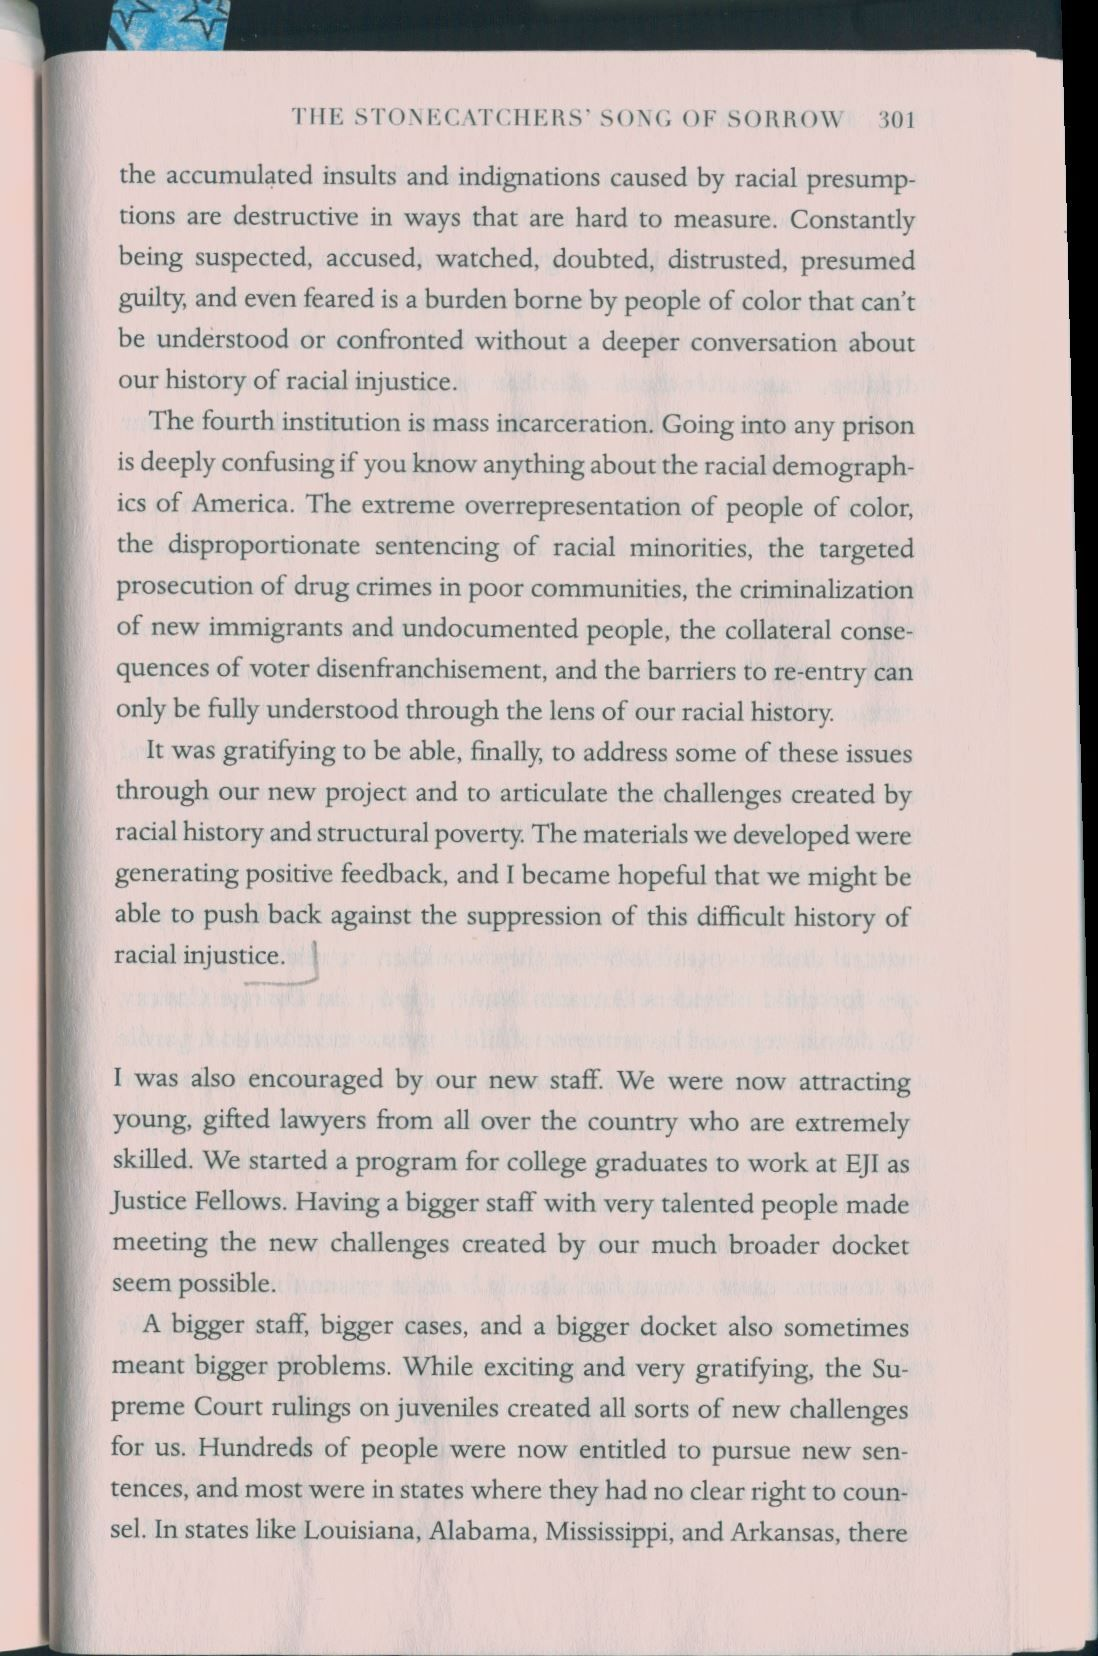 THE STONECATCHERS' SONG OF SORROW 301
the accumulated insults and indignations caused by racial presump-
tions are destructive in ways that are hard to measure. Constantly
being suspected, accused, watched, doubted, distrusted, presumed
guilty, and even feared is a burden borne by people of color that can't
be understood or confronted without a deeper conversation about
our history of racial injustice.
The fourth institution is mass incarceration. Going into any prison
is deeply confusing if you know anything about the racial demograph-
ics of America. The extreme overrepresentation of people of color,
the disproportionate sentencing of racial minorities, the targeted
prosecution of drug crimes in poor communities, the criminalization
of new immigrants and undocumented people, the collateral conse-
quences of voter disenfranchisement, and the barriers to re-entry can
only be fully understood through the lens of our racial history.
It was gratifying to be able, finally, to address some of these issues
through our new project and to articulate the challenges created by
racial history and structural poverty. The materials we developed were
generating positive feedback, and I became hopeful that we might be
able to push back against the suppression of this difficult history of
racial injustice.
I was also encouraged by our new staff. We were now attracting
young, gifted lawyers from all over the country who are extremely
skilled. We started a program for college graduates to work at EJI as
Justice Fellows. Having a bigger staff with very talented people made
meeting the new challenges created by our much broader docket
seem possible.
A bigger staff, bigger cases, and a bigger docket also sometimes
meant bigger problems. While exciting and very gratifying, the Su-
preme Court rulings on juveniles created all sorts of new challenges
for us. Hundreds of people were now entitled to pursue new sen-
tences, and most were in states where they had no clear right to coun-
sel. In states like Louisiana, Alabama, Mississippi, and Arkansas, there